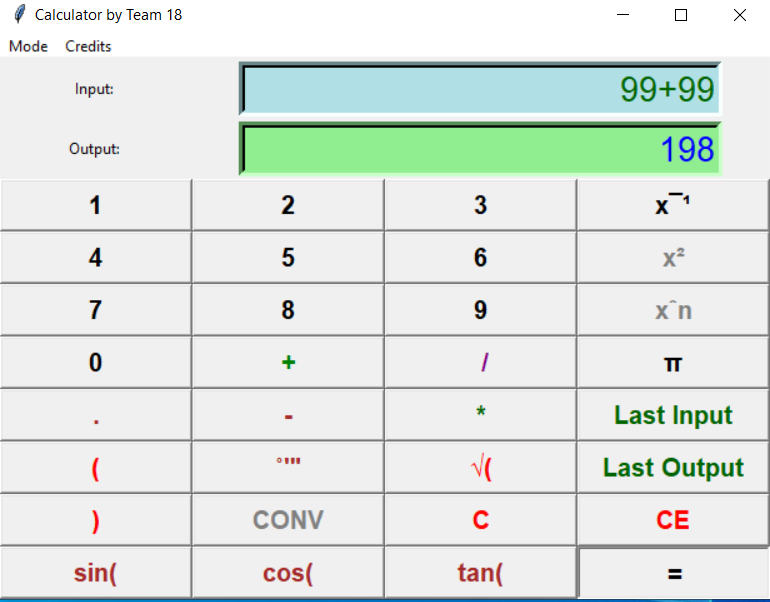 Calculator by Team 18
Mode Credits
Input: 99+99
Output: 198
1 2 3 x¯¹
4 5 6 x²
7 8 9 xˆn
0 + / π
. - * Last Input
( °''' √( Last Output
) CONV C CE
sin( cos( tan( =